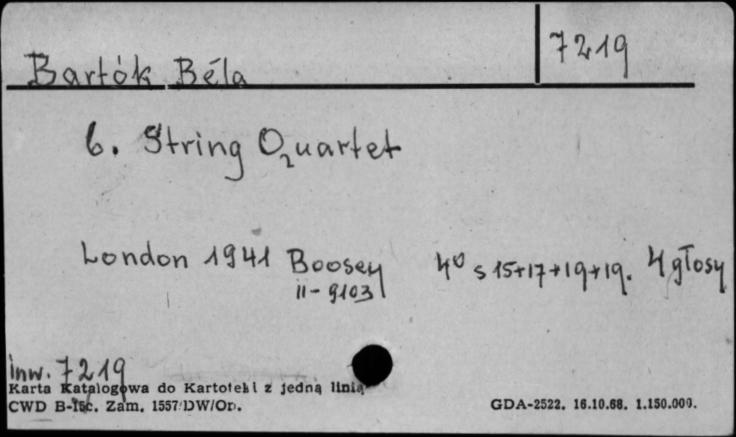 7219
Bartók Béla
6. String Quartet
London 1941 Boosey 4° s 15+17+19+19. 4 głosy
II-9103
inw. 7219
Karta Katalogowa do Kartoteki z jedną linią
CWD B-15c. Zam. 1557/DW/Or. GDA-2522. 16.10.68. 1.150.000.